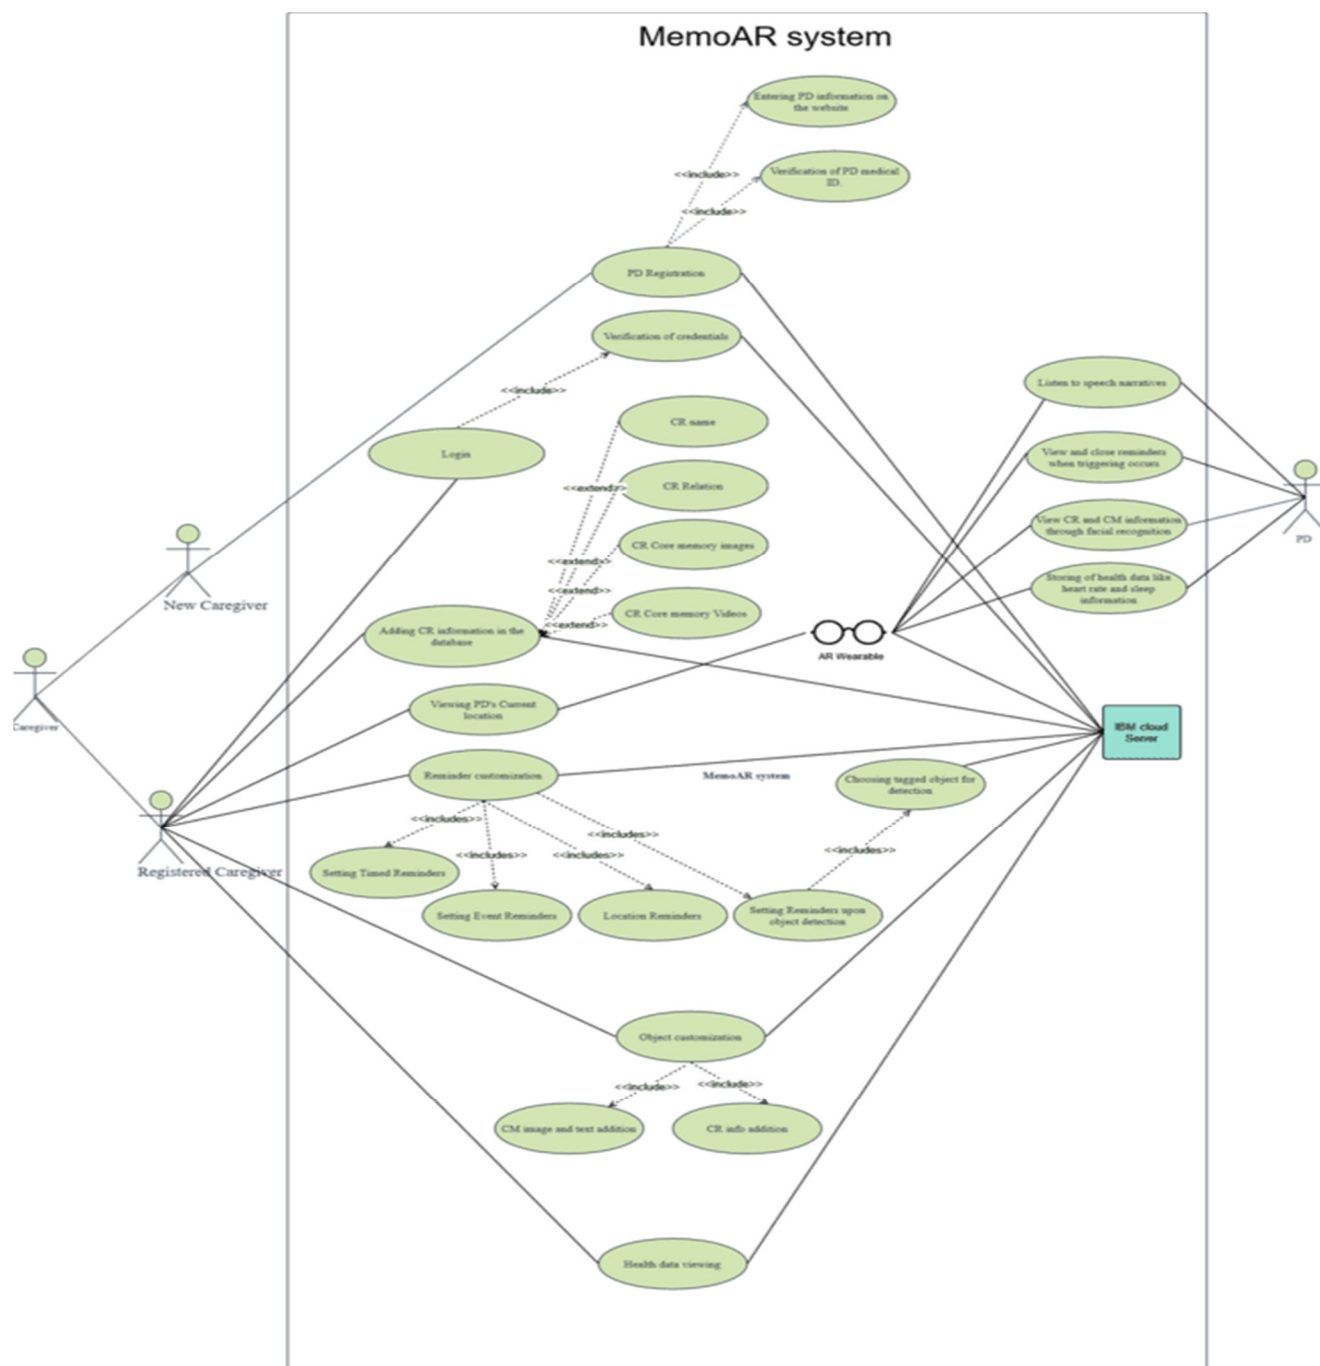 MemoAR system
Entering PD information on
the website
<<include>>
Verification of PD medical
ID.
<<include>>
PD Registration
Verification of credentials
<<include>>
Login
CR name
<<extend>>
CR Relation
CR Core memory images
<<extend>>
<<extend>>
CR Core memory Videos
<<extend>>
Adding CR information in the
database
Listen to speech narratives
View and close reminders
when triggering occurs
View CR and CM information
through facial recognition
Storing of health data like
heart rate and sleep
information
PD
New Caregiver
Caregiver
AR Wearable
Viewing PD's Current
location
IBM cloud
Server
Reminder customization
MemoAR system
Choosing tagged object for
detection
<<includes>>
<<includes>>
<<includes>>
<<includes>>
<<includes>>
Registered Caregiver
Setting Timed Reminders
Setting Event Reminders
Location Reminders
Setting Reminders upon
object detection
Object customization
<<include>>
<<include>>
CM image and text addition
CR info addition
Health data viewing